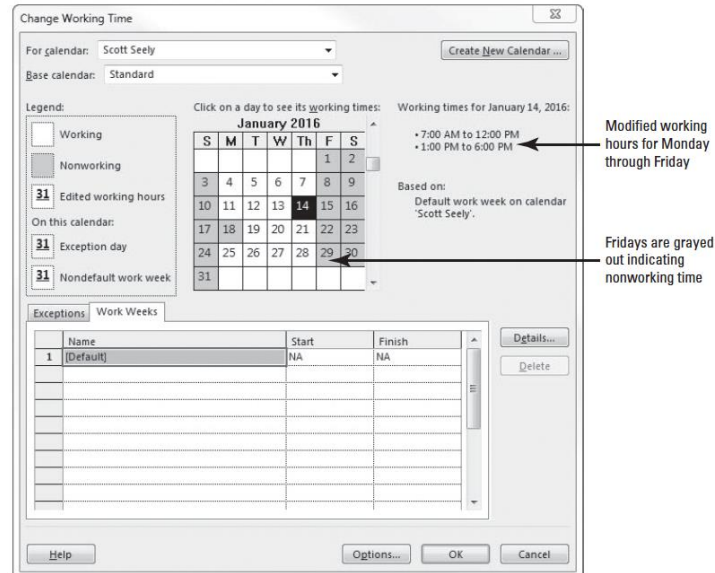 Change Working Time
For calendar: Scott Seely
Create New Calendar ...
Base calendar: Standard
Legend:
Working
Nonworking
31 Edited working hours
On this calendar:
31 Exception day
31 Nondefault work week
Click on a day to see its working times:
January 2016
S M T W Th F S
1 2
3 4 5 6 7 8 9
10 11 12 13 14 15 16
17 18 19 20 21 22 23
24 25 26 27 28 29 30
31
Working times for January 14, 2016:
• 7:00 AM to 12:00 PM
• 1:00 PM to 6:00 PM
Based on:
Default work week on calendar
'Scott Seely'.
Modified working
hours for Monday
through Friday
Fridays are grayed
out indicating
nonworking time
Exceptions Work Weeks
Name Start Finish
1 [Default] NA NA
Details...
Delete
Help Options... OK Cancel